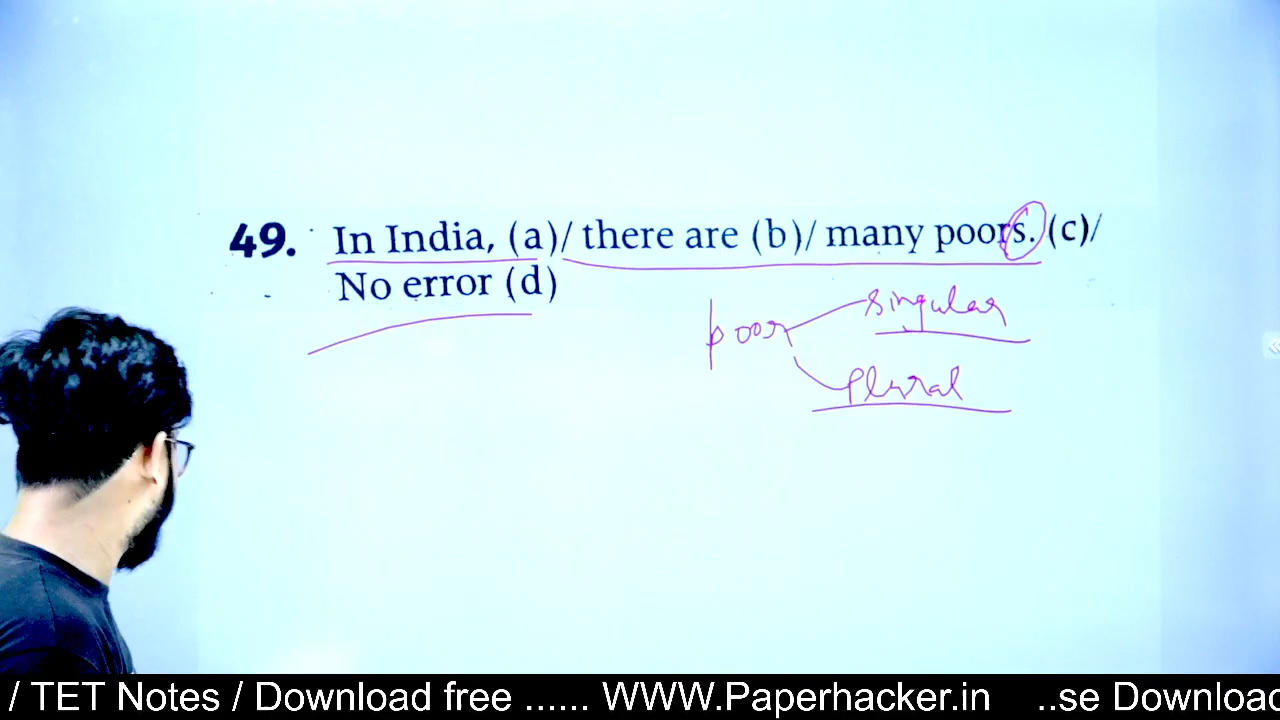 49. In India, (a)/ there are (b)/ many poors. (c)/
No error (d)
poor singular
plural
/ TET Notes / Download free ...... WWW.Paperhacker.in ..se Download